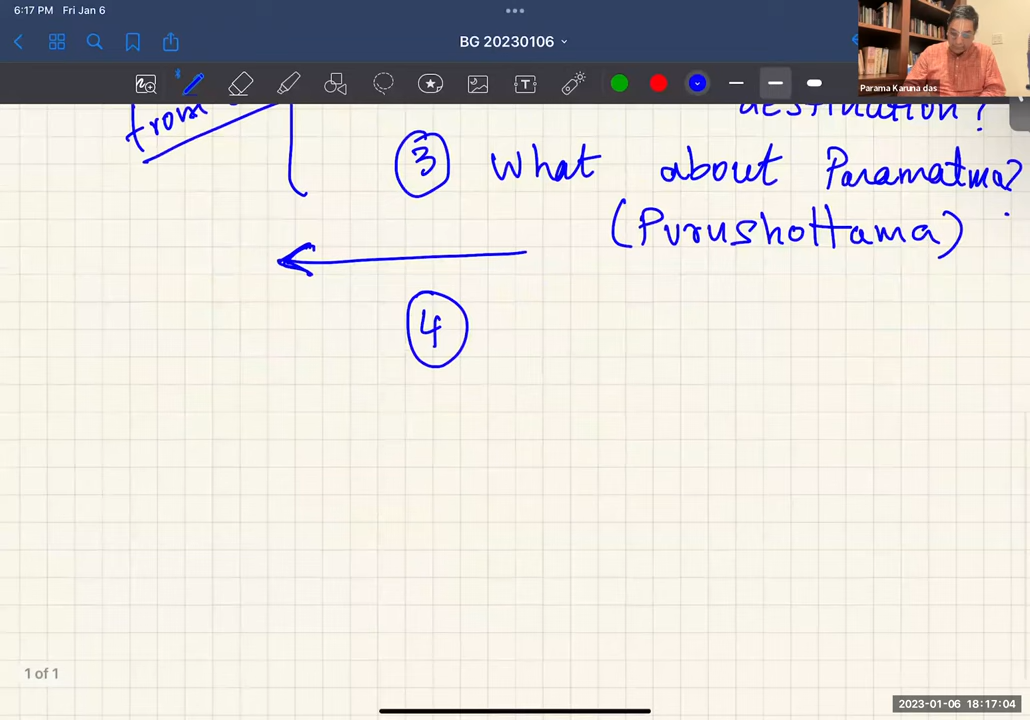 6:17 PM Fri Jan 6
BG 20230106
Parama Karuna das
from
destination?
3 What about Paramatma?
(Purushottama)
4
1 of 1
2023-01-06 18:17:04